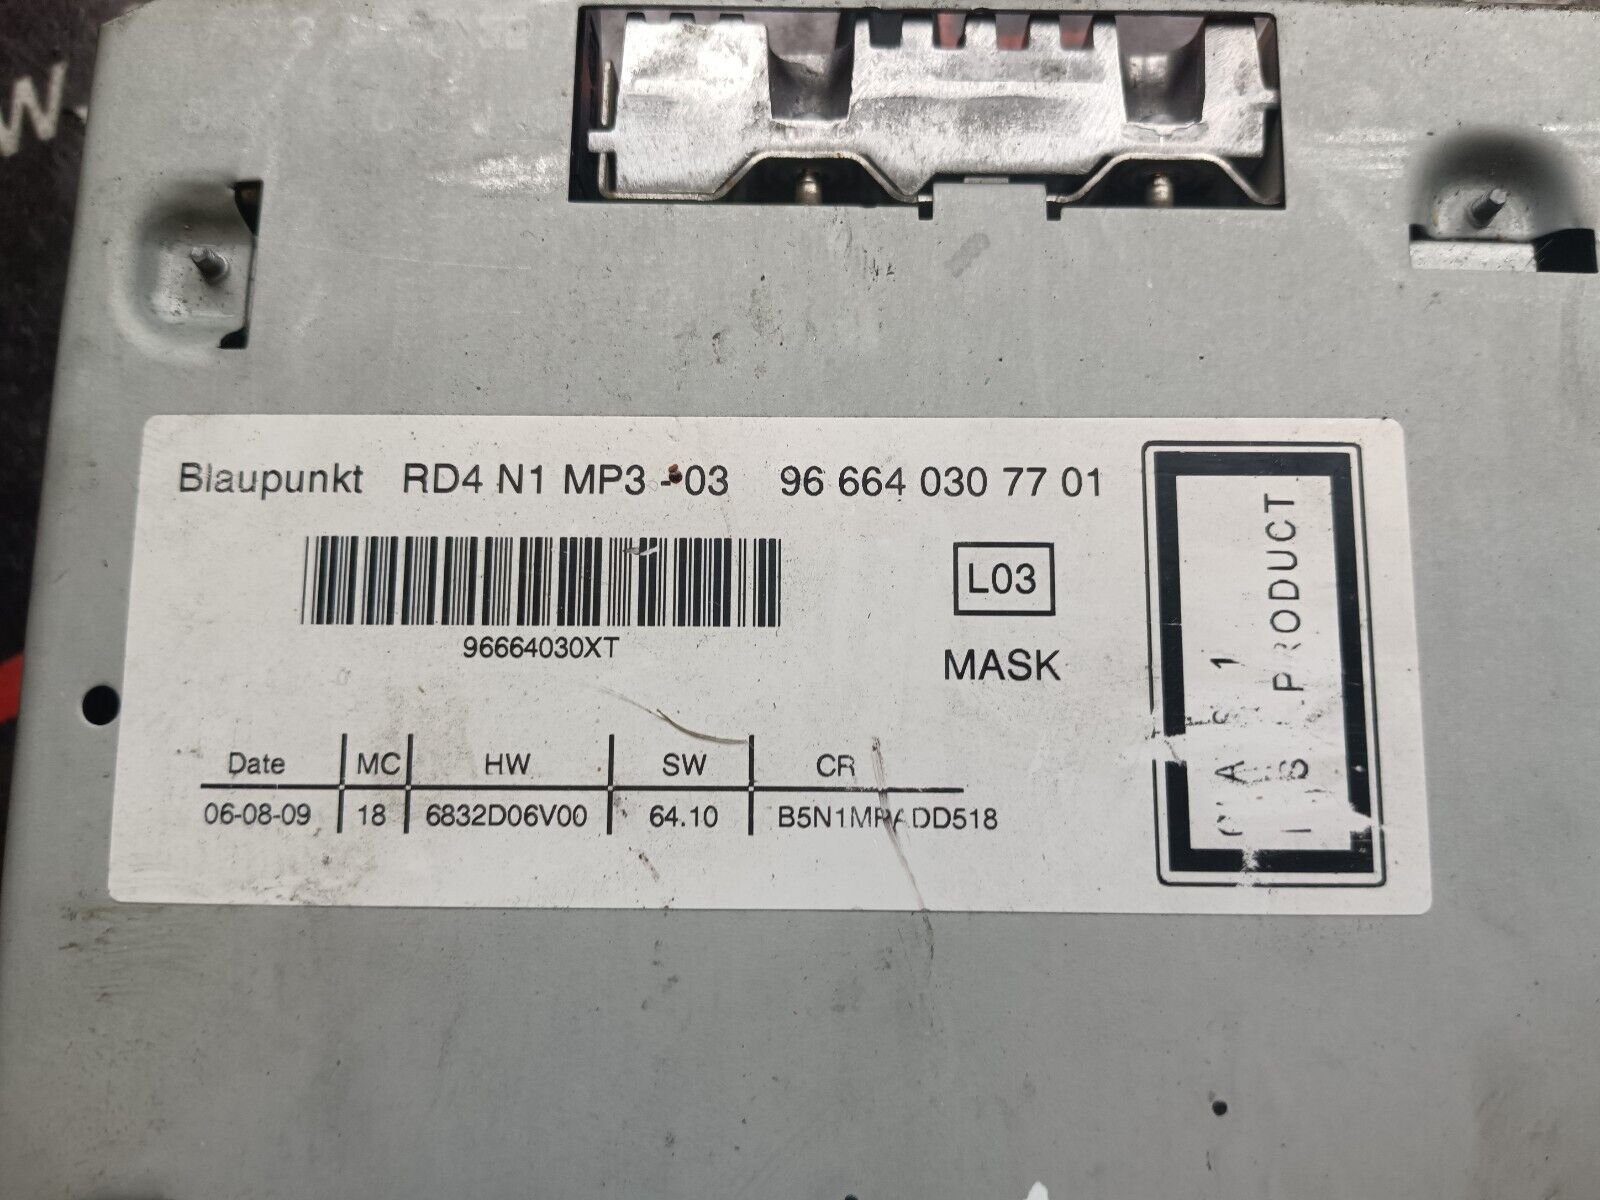 W.
Blaupunkt RD4 N1 MP3 - 03 96 664 030 77 01
96664030XT
L03
MASK
Date MC HW SW CR
06-08-09 18 6832D06V00 64.10
PRODUCT
1